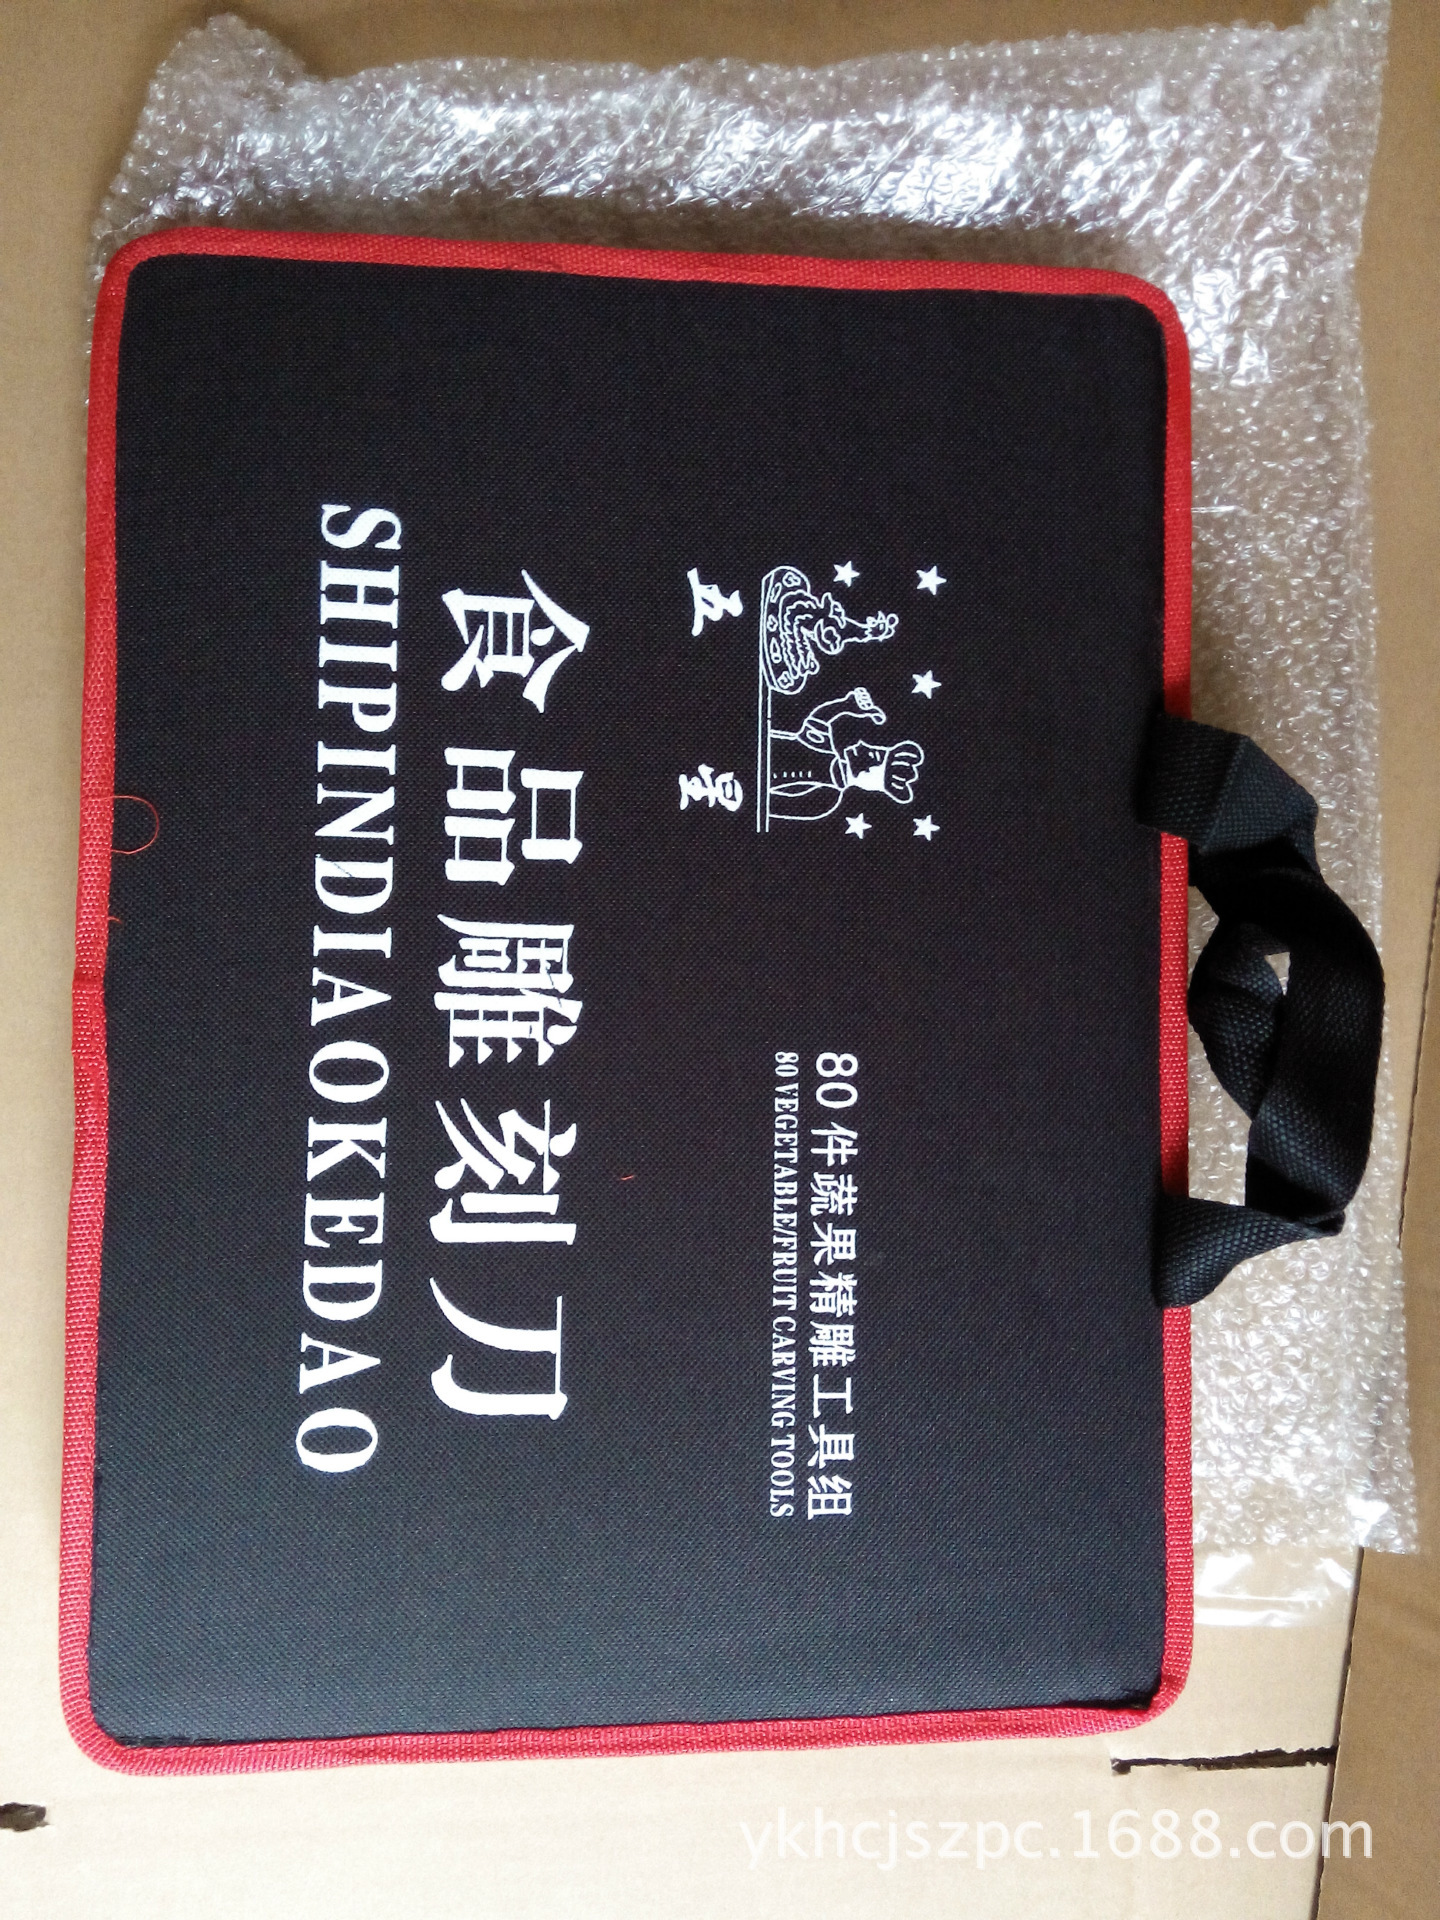 五星
80件蔬果精雕工具组
80 VEGETABLE/FRUIT CARVING TOOLS
食品雕刻刀
SHIPINDIAOKEDAO
ykhcjszpc.1688.com